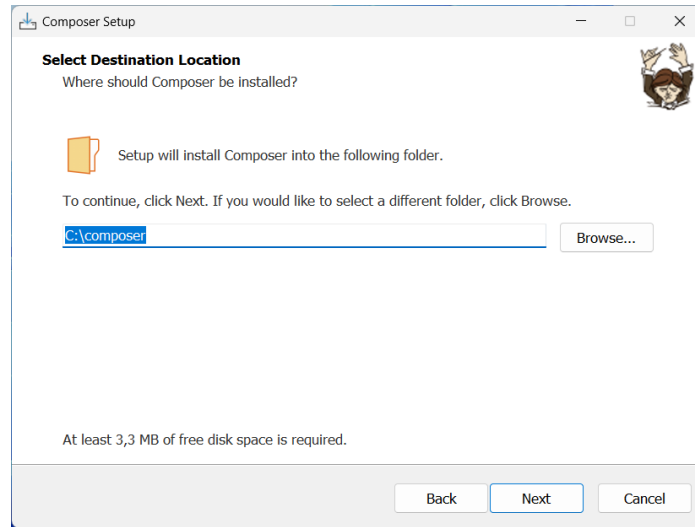 Composer Setup
Select Destination Location
Where should Composer be installed?
Setup will install Composer into the following folder.
To continue, click Next. If you would like to select a different folder, click Browse.
C:\composer
Browse...
At least 3,3 MB of free disk space is required.
Back
Next
Cancel